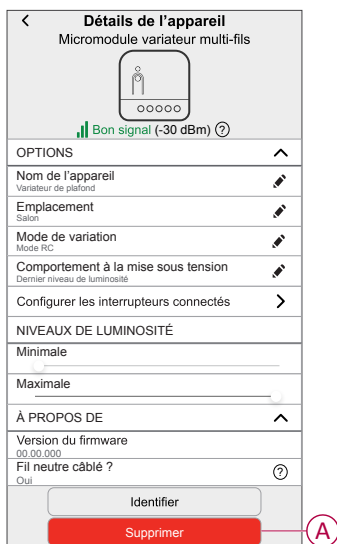 Détails de l'appareil
Micromodule variateur multi-fils
Bon signal (-30 dBm) ?
OPTIONS
Nom de l'appareil
Variateur de plafond
Emplacement
Salon
Mode de variation
Mode RC
Comportement à la mise sous tension
Dernier niveau de luminosité
Configurer les interrupteurs connectés
NIVEAUX DE LUMINOSITÉ
Minimale
Maximale
À PROPOS DE
Version du firmware
00.00.000
Fil neutre câblé ?
?
Oui
Identifier
Supprimer
A